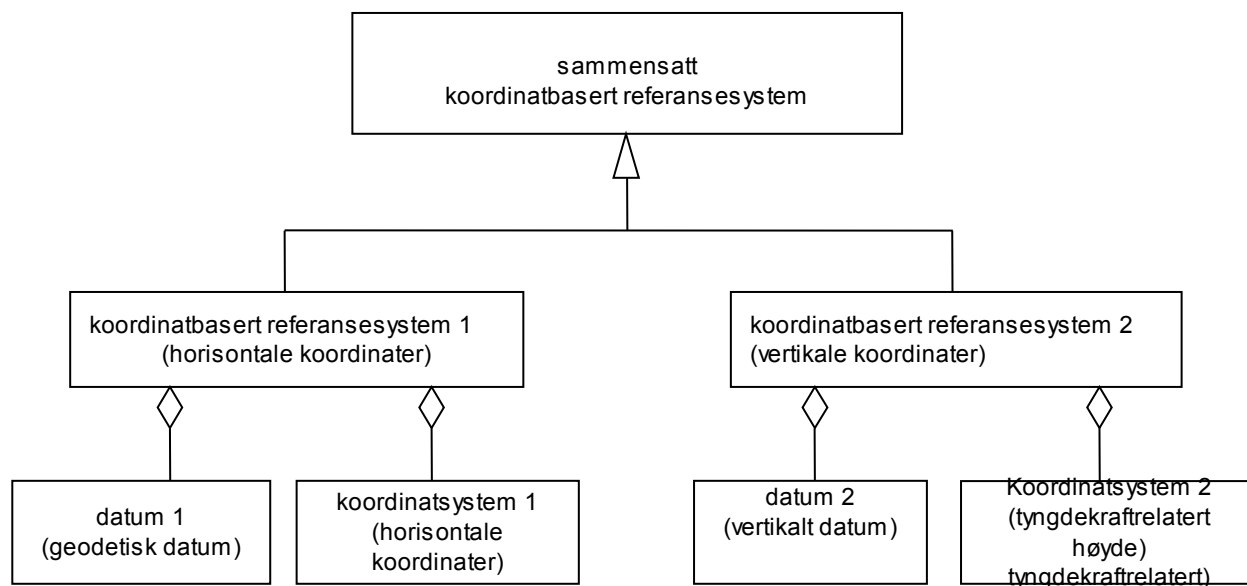 sammensatt
koordinatbasert referansesystem
koordinatbasert referansesystem 1
(horisontale koordinater)
koordinatbasert referansesystem 2
(vertikale koordinater)
datum 1
(geodetisk datum)
koordinatsystem 1
(horisontale
koordinater)
datum 2
(vertikalt datum)
Koordinatsystem 2
(tyngdekraftrelatert
høyde)
tyngdekraftrelatert)